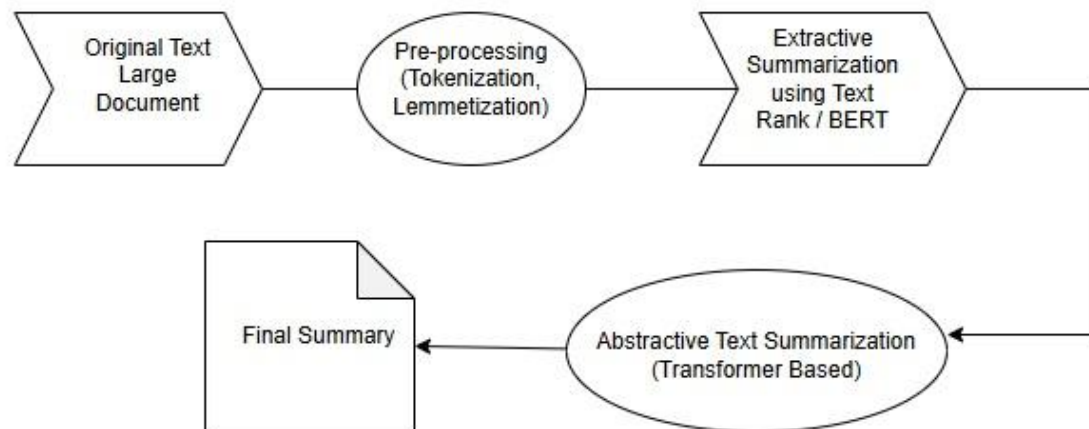 Original Text
Large
Document
Pre-processing
(Tokenization,
Lemmetization)
Extractive
Summarization
using Text
Rank / BERT
Final Summary
Abstractive Text Summarization
(Transformer Based)